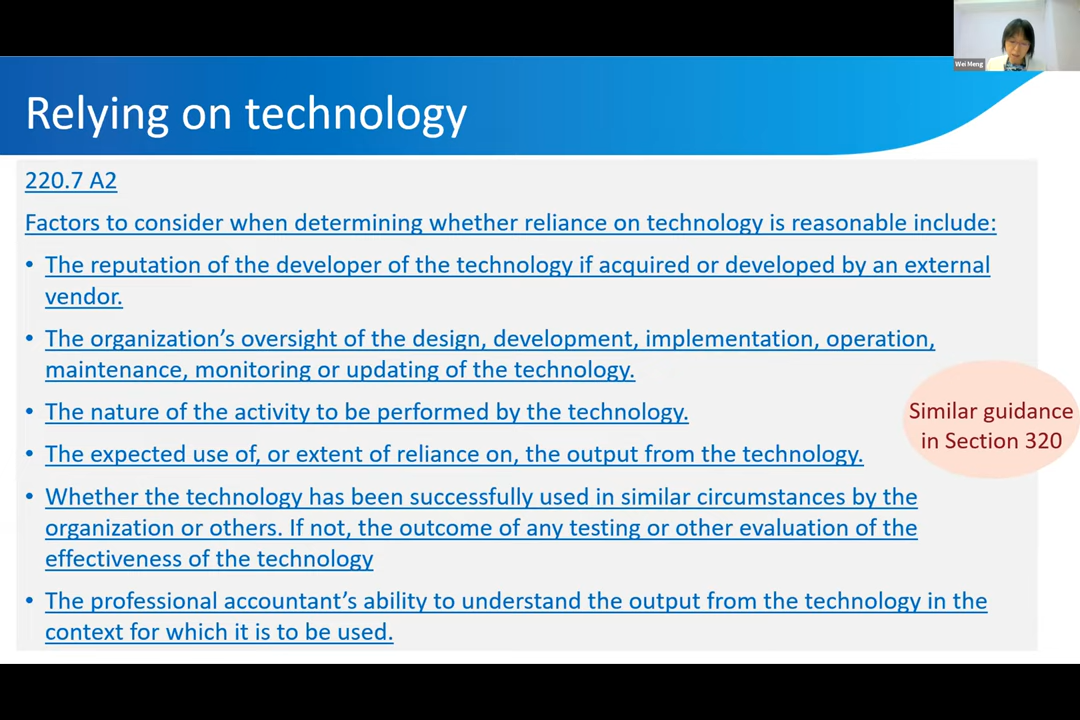 Wei Meng
Relying on technology
220.7 A2
Factors to consider when determining whether reliance on technology is reasonable include:
• The reputation of the developer of the technology if acquired or developed by an external
vendor.
• The organization’s oversight of the design, development, implementation, operation,
maintenance, monitoring or updating of the technology.
• The nature of the activity to be performed by the technology.
• The expected use of, or extent of reliance on, the output from the technology.
• Whether the technology has been successfully used in similar circumstances by the
organization or others. If not, the outcome of any testing or other evaluation of the
effectiveness of the technology
• The professional accountant’s ability to understand the output from the technology in the
context for which it is to be used.
Similar guidance
in Section 320